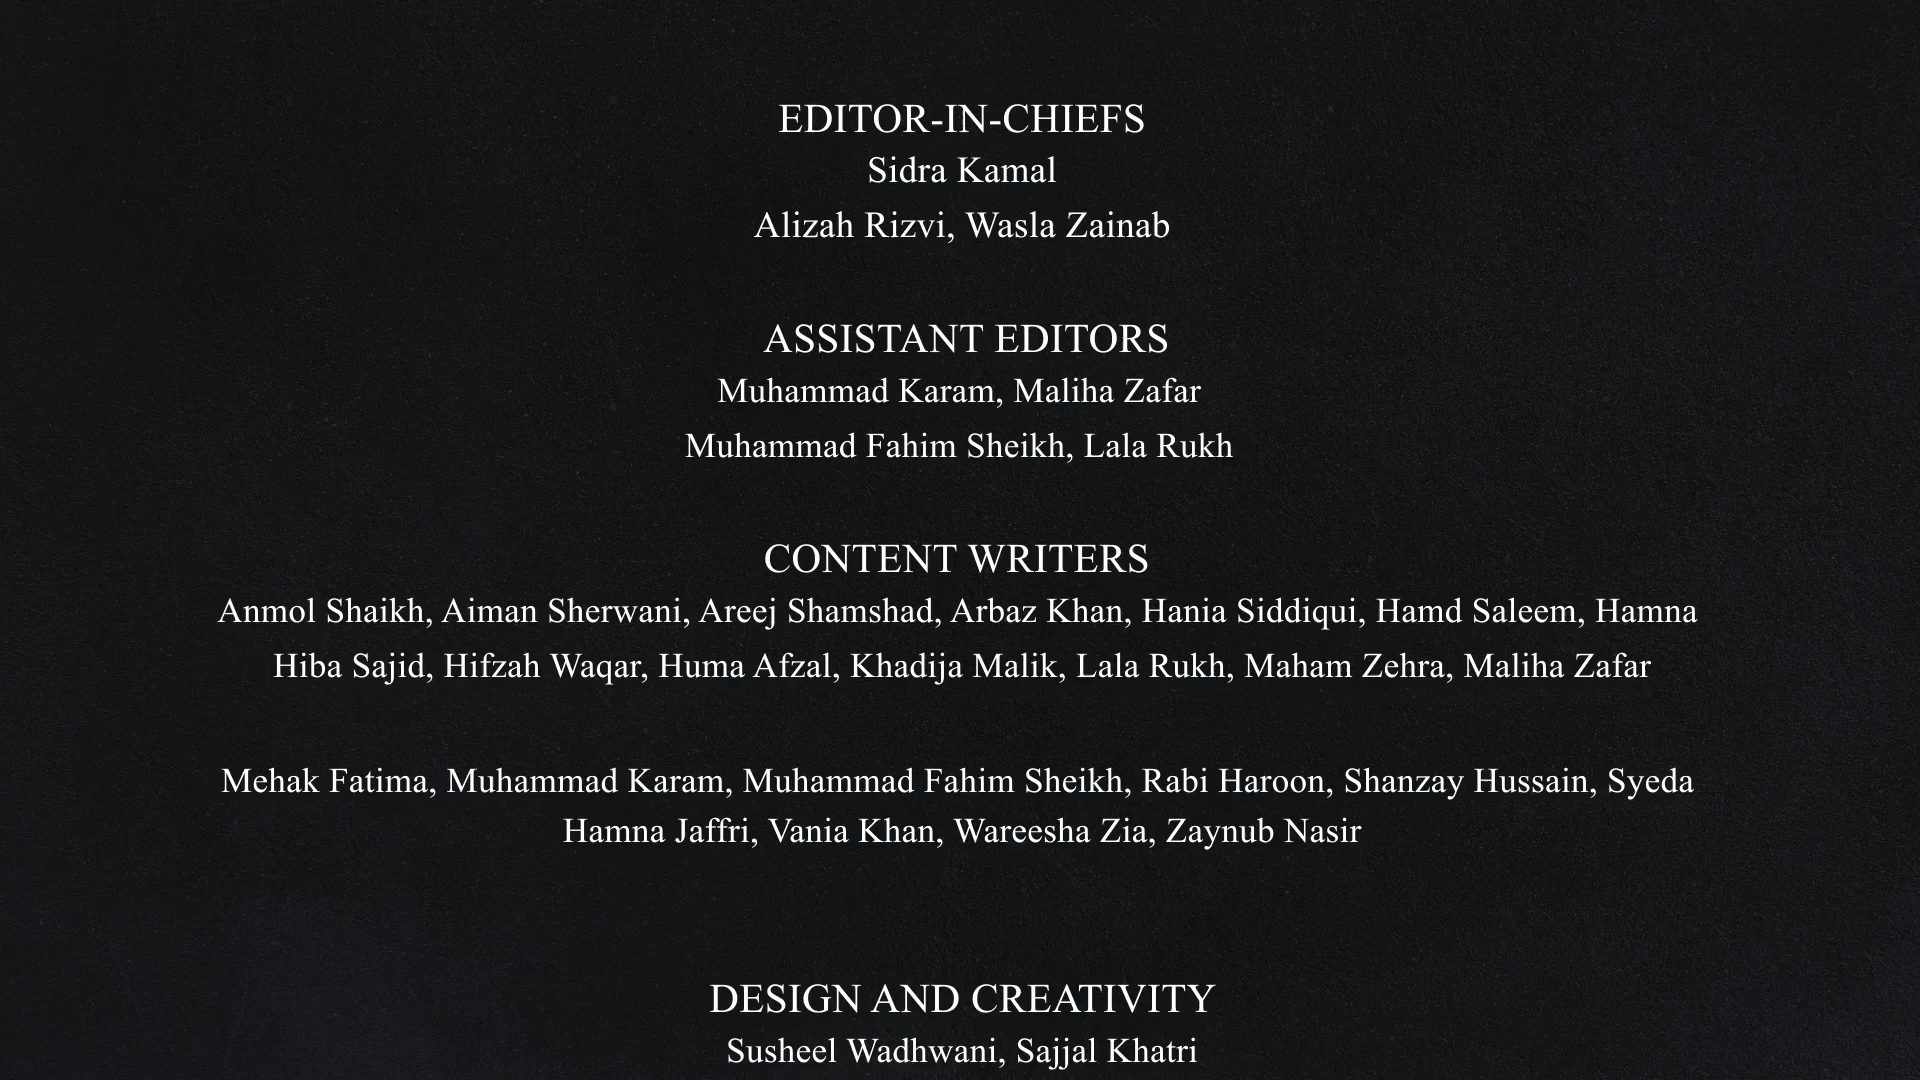 EDITOR-IN-CHIEFS
Sidra Kamal
Alizah Rizvi, Wasla Zainab
ASSISTANT EDITORS
Muhammad Karam, Maliha Zafar
Muhammad Fahim Sheikh, Lala Rukh
CONTENT WRITERS
Anmol Shaikh, Aiman Sherwani, Areej Shamshad, Arbaz Khan, Hania Siddiqui, Hamd Saleem, Hamna
Hiba Sajid, Hifzah Waqar, Huma Afzal, Khadija Malik, Lala Rukh, Maham Zehra, Maliha Zafar
Mehak Fatima, Muhammad Karam, Muhammad Fahim Sheikh, Rabi Haroon, Shanzay Hussain, Syeda
Hamna Jaffri, Vania Khan, Wareesha Zia, Zaynub Nasir
DESIGN AND CREATIVITY
Susheel Wadhwani, Sajjal Khatri